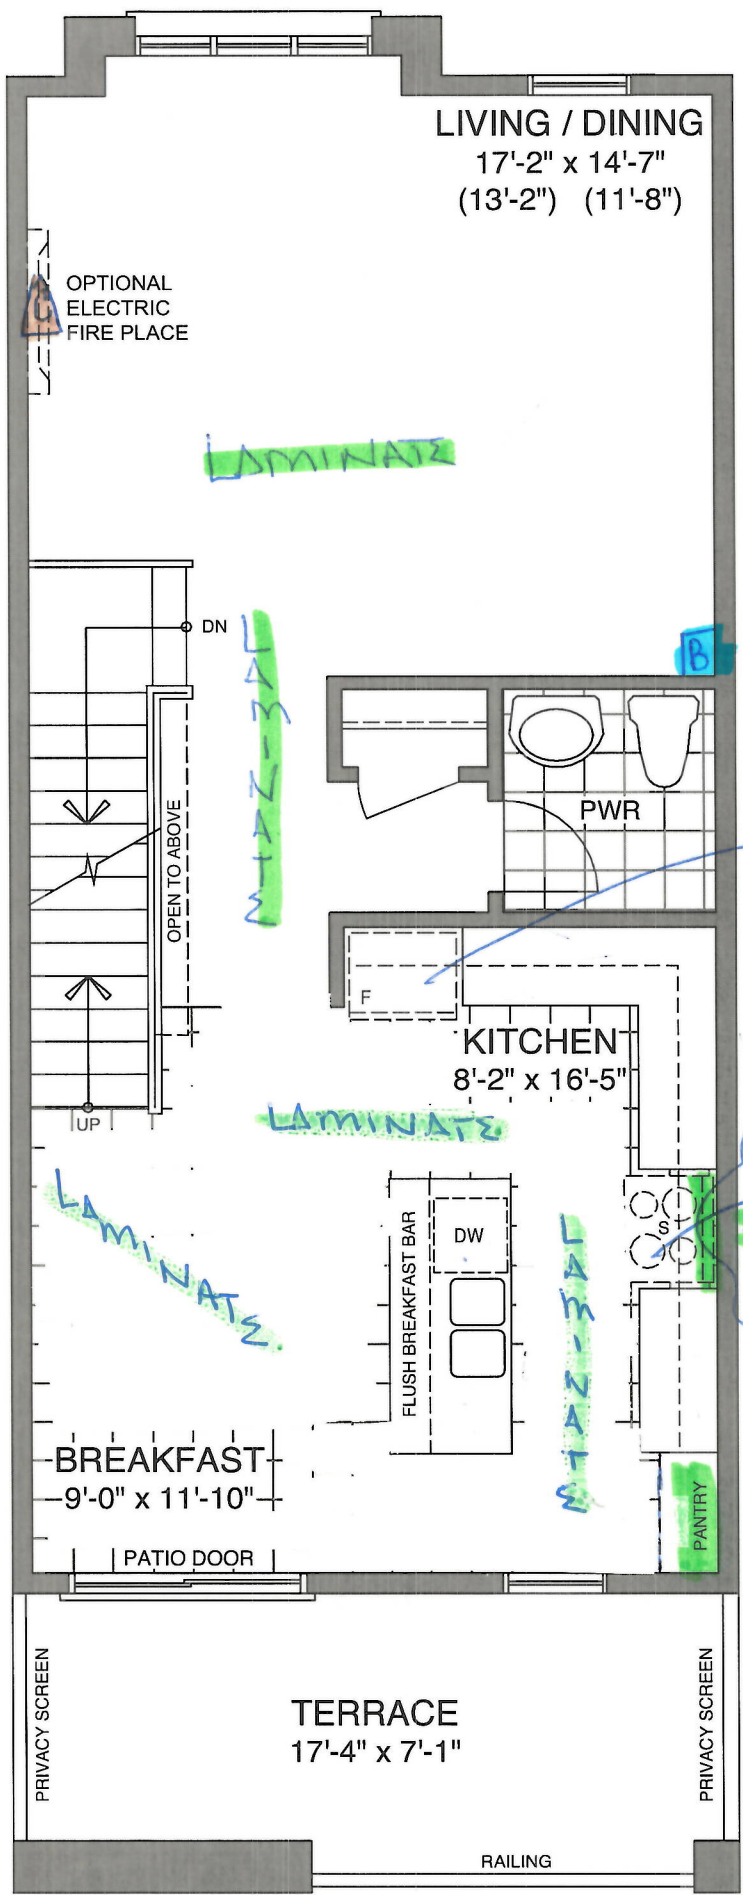 LIVING / DINING
17'-2" x 14'-7"
(13'-2") (11'-8")
OPTIONAL
ELECTRIC
FIRE PLACE
LAMINATE
DN
LAMINATE
B
PWR
OPEN TO ABOVE
F
KITCHEN
8'-2" x 16'-5"
UP
LAMINATE
LAMINATE
S
DW
FLUSH BREAKFAST BAR
LAMINATE
BREAKFAST
9'-0" x 11'-10"
PANTRY
PATIO DOOR
PRIVACY SCREEN
TERRACE
17'-4" x 7'-1"
PRIVACY SCREEN
RAILING